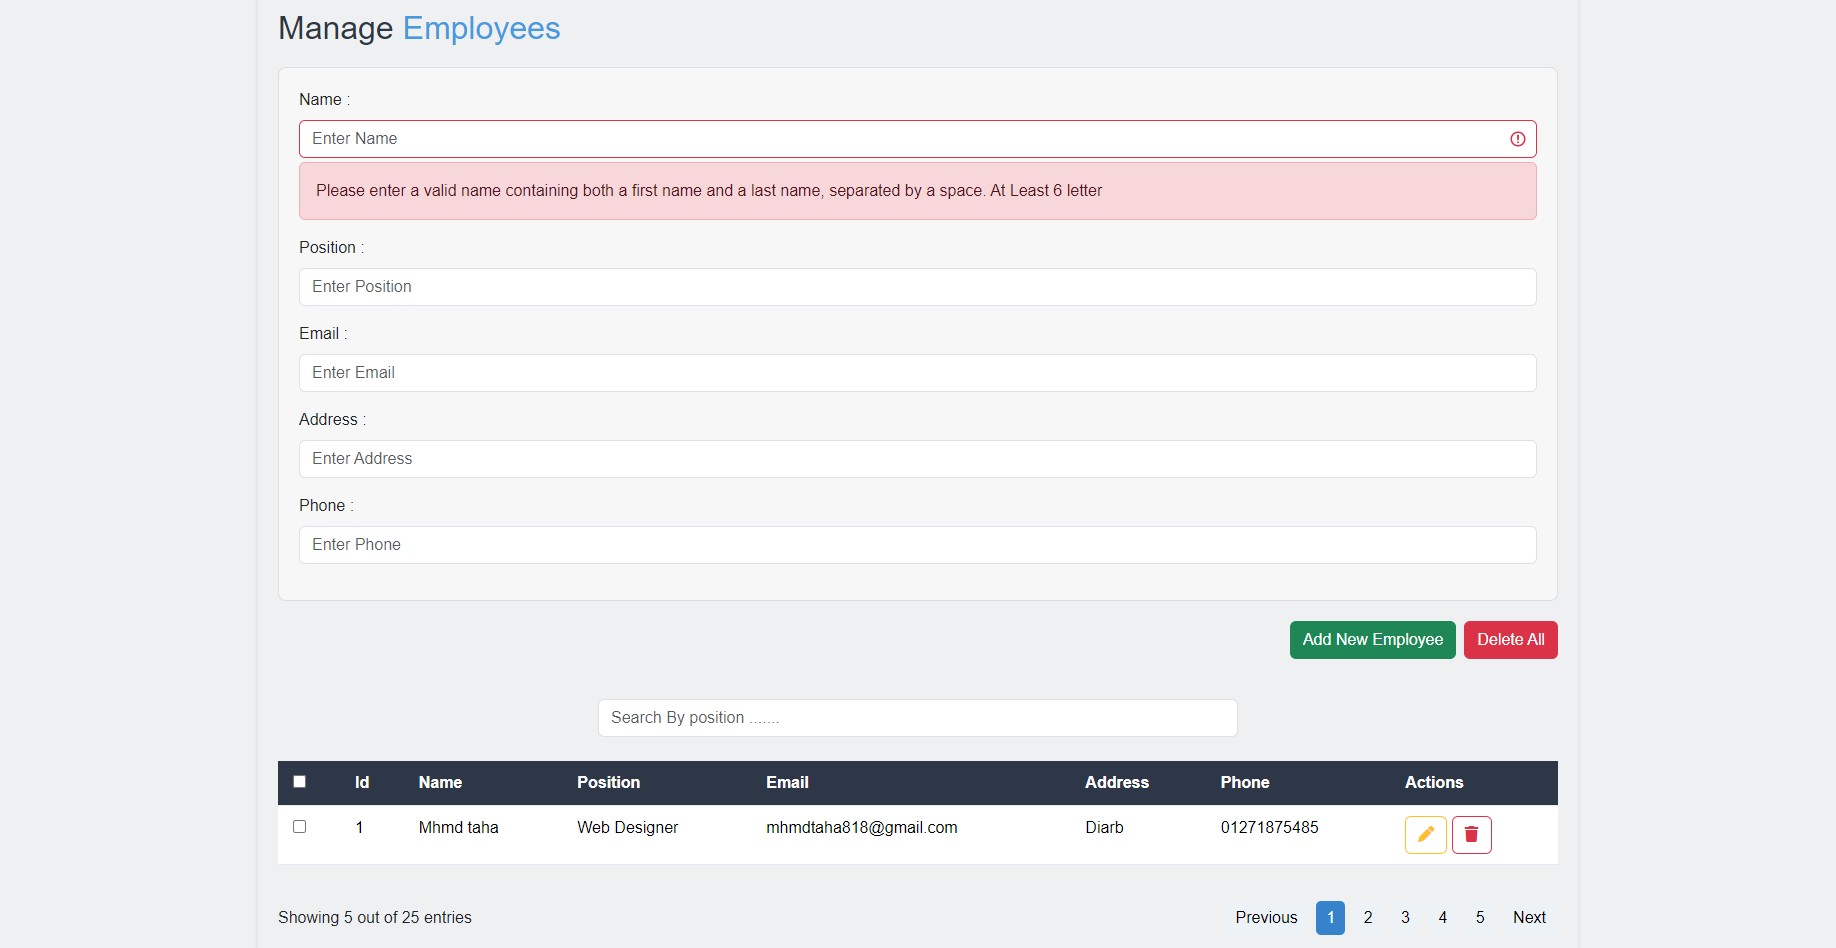 Manage Employees
Name :
Enter Name
Please enter a valid name containing both a first name and a last name, separated by a space. At Least 6 letter
Position :
Enter Position
Email :
Enter Email
Address :
Enter Address
Phone :
Enter Phone
Add New Employee Delete All
Search By position .......
Id Name Position Email Address Phone Actions
1 Mhmd taha Web Designer mhmdtaha818@gmail.com Diarb 01271875485
Showing 5 out of 25 entries Previous 1 2 3 4 5 Next